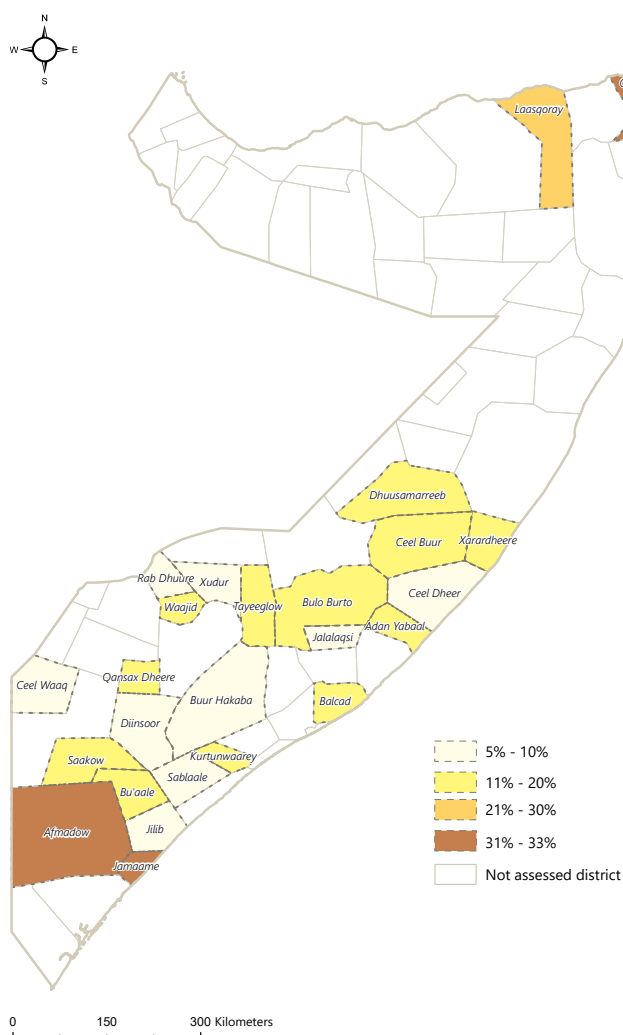 N
W E
S
Laasqoray
Dhuusamarreeb
Ceel Buur
Xarardheere
Rab Dhuure
Xudur
Waajid
Tayeeglow
Bulo Burto
Ceel Dheer
Jalalaqsi
Adan Yabaal
Qansax Dheere
Ceel Waaq
Buur Hakaba
Balcad
Diinsoor
Saakow
Kurtunwaarey
Sablaale
Bu'aale
Afmadow
Jilib
Jamaame
5% - 10%
11% - 20%
21% - 30%
31% - 33%
Not assessed district
0 150 300 Kilometers